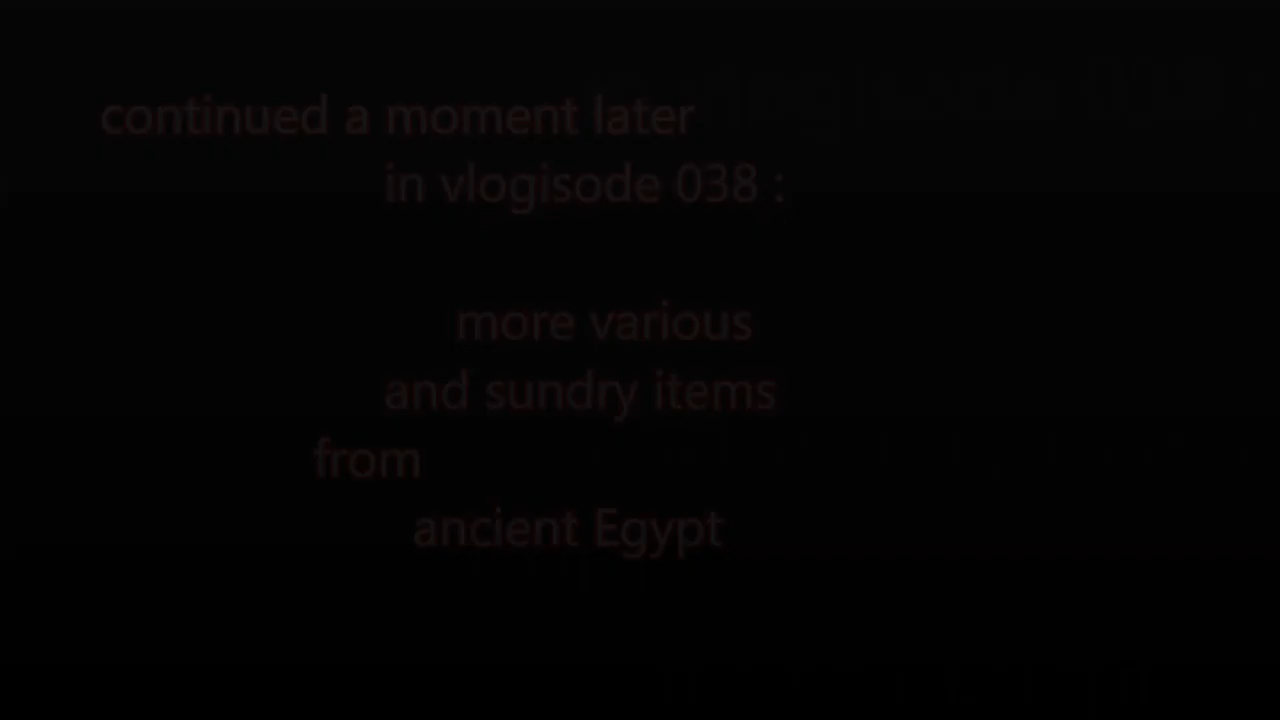 continued a moment later
in vlogisode 038 :
more various
and sundry items
from
ancient Egypt